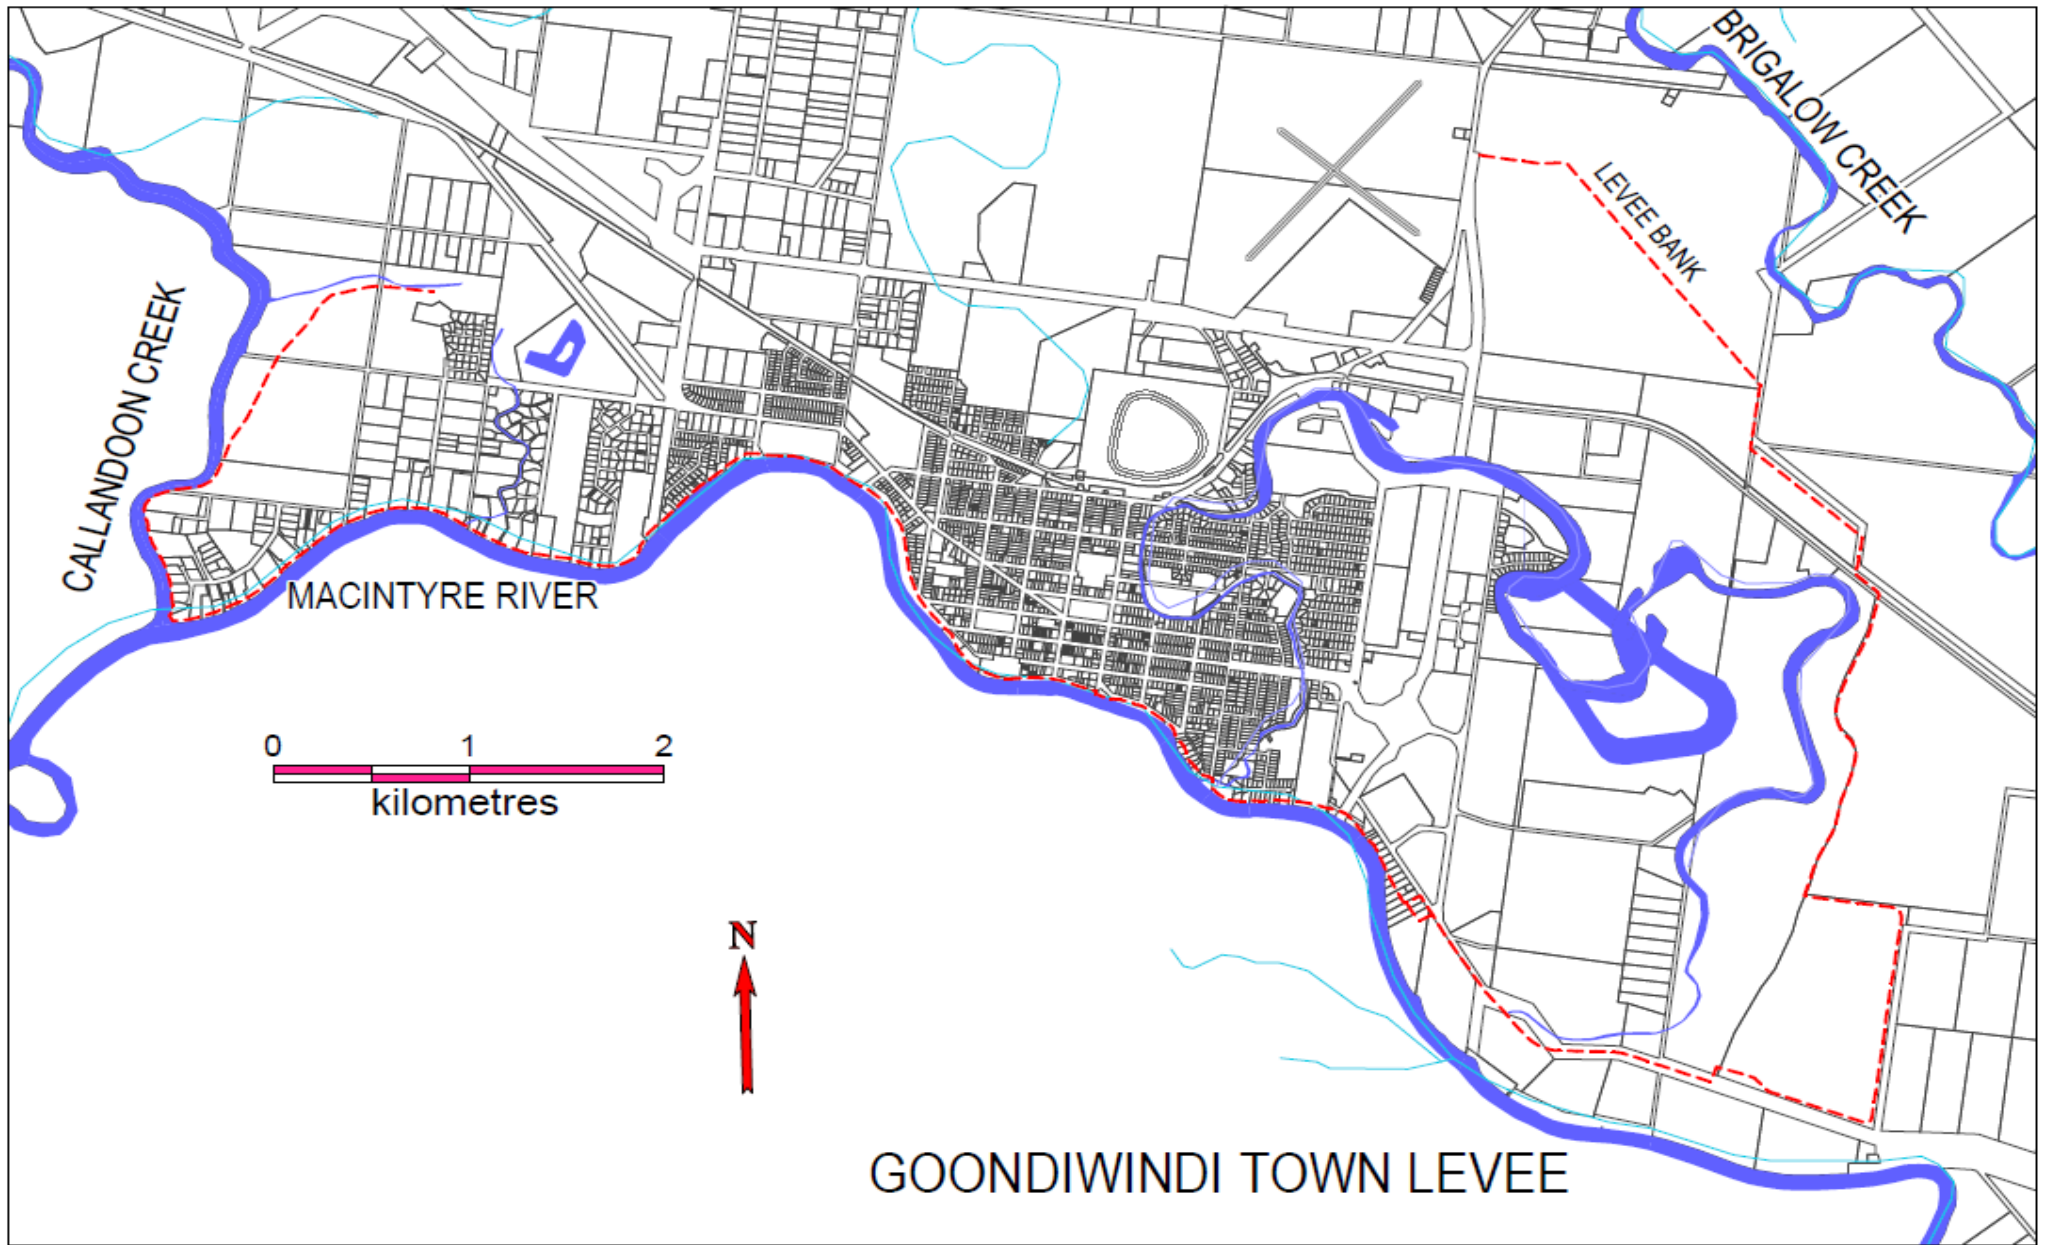 BRIGALOW CREEK
LEVEE BANK
CALLANDOON CREEK
MACINTYRE RIVER
0 1 2
kilometres
N
GOONDIWINDI TOWN LEVEE